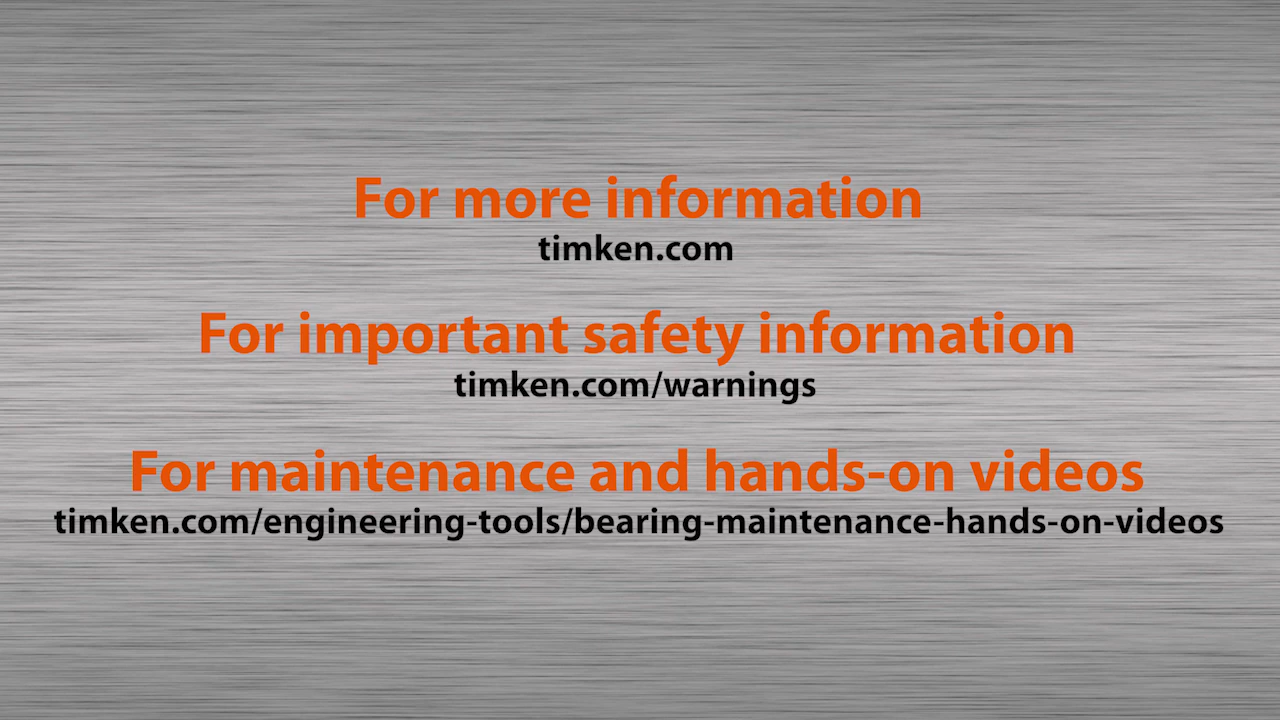 For more information
timken.com
For important safety information
timken.com/warnings
For maintenance and hands-on videos
timken.com/engineering-tools/bearing-maintenance-hands-on-videos